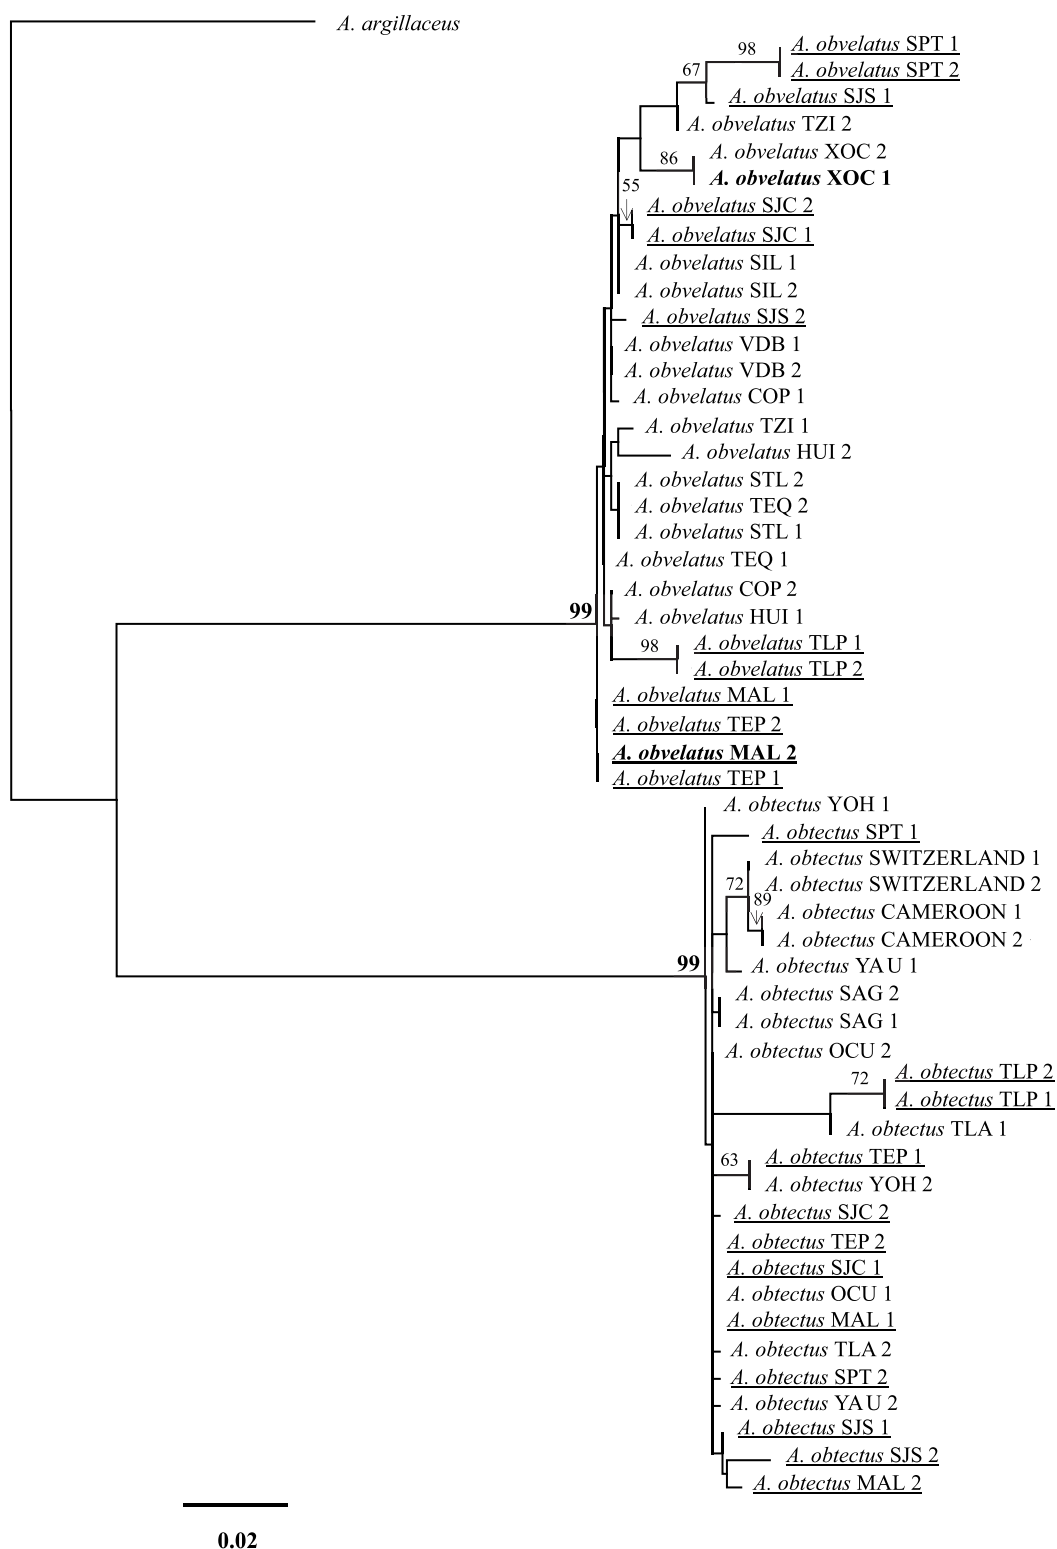 A. argillaceus
98
A. obvelatus SPT 1
A. obvelatus SPT 2
67
A. obvelatus SJS 1
A. obvelatus TZI 2
A. obvelatus XOC 2
86
A. obvelatus XOC 1
55
A. obvelatus SJC 2
A. obvelatus SJC 1
A. obvelatus SIL 1
A. obvelatus SIL 2
A. obvelatus SJS 2
A. obvelatus VDB 1
A. obvelatus VDB 2
A. obvelatus COP 1
A. obvelatus TZI 1
A. obvelatus HUI 2
A. obvelatus STL 2
A. obvelatus TEQ 2
A. obvelatus STL 1
A. obvelatus TEQ 1
A. obvelatus COP 2
99
A. obvelatus HUI 1
98
A. obvelatus TLP 1
A. obvelatus TLP 2
A. obvelatus MAL 1
A. obvelatus TEP 2
A. obvelatus MAL 2
A. obvelatus TEP 1
A. obtectus YOH 1
A. obtectus SPT 1
A. obtectus SWITZERLAND 1
72
A. obtectus SWITZERLAND 2
89
A. obtectus CAMEROON 1
A. obtectus CAMEROON 2
99
A. obtectus YAU 1
A. obtectus SAG 2
A. obtectus SAG 1
A. obtectus OCU 2
72
A. obtectus TLP 2
A. obtectus TLP 1
A. obtectus TLA 1
63
A. obtectus TEP 1
A. obtectus YOH 2
A. obtectus SJC 2
A. obtectus TEP 2
A. obtectus SJC 1
A. obtectus OCU 1
A. obtectus MAL 1
A. obtectus TLA 2
A. obtectus SPT 2
A. obtectus YAU 2
A. obtectus SJS 1
A. obtectus SJS 2
A. obtectus MAL 2
0.02